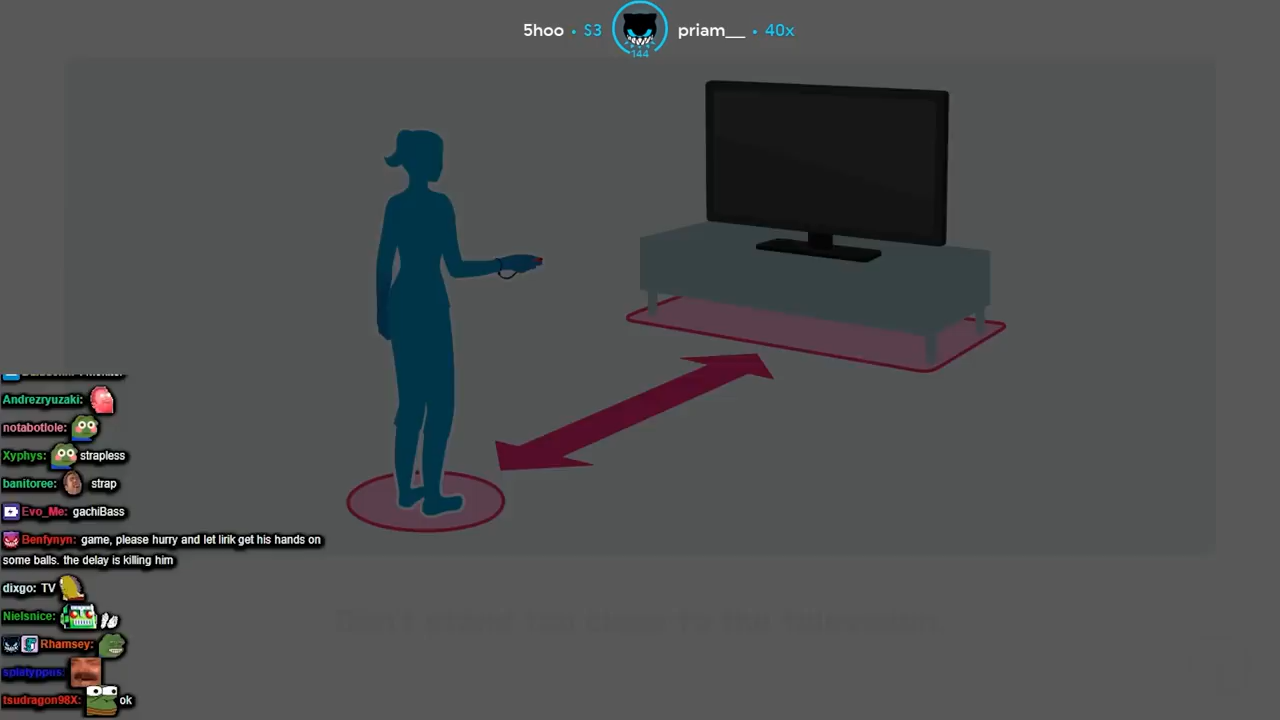 5hoo • S3
144
priam__ • 40x
Andrezryuzaki:
notabotlole:
Xyphys: strapless
banitoree: strap
Evo_Me: gachiBass
Benfynyn: game, please hurry and let lirik get his hands on
some balls. the delay is killing him
dixgo: TV
Nielsnice:
Rhamsey:
splatyppus:
tsudragon98X: ok